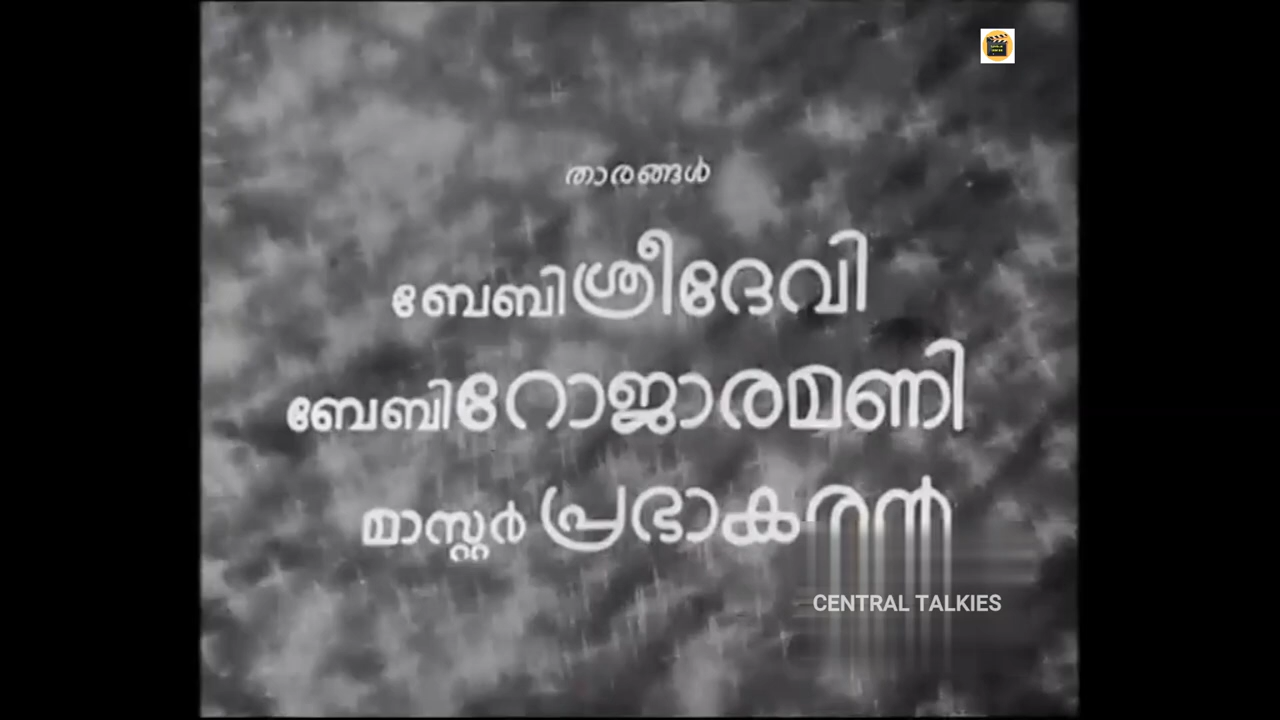 താരങ്ങൾ
ബേബി ശ്രീദേവി
ബേബി റോജാരമണി
മാസ്റ്റർ പ്രഭാകരൻ
CENTRAL TALKIES